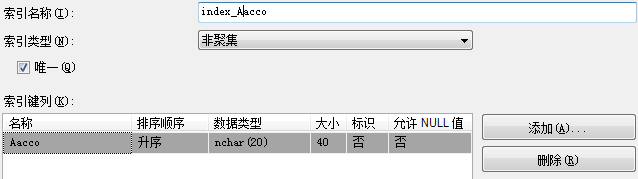 索引名称(N): index_Aacco
索引类型(I): 非聚集
唯一(Q)
索引键列(K):
名称 排序顺序 数据类型 大小 标识 允许 NULL 值
Aacco 升序 nchar(20) 40 否 否
添加(A)...
删除(R)